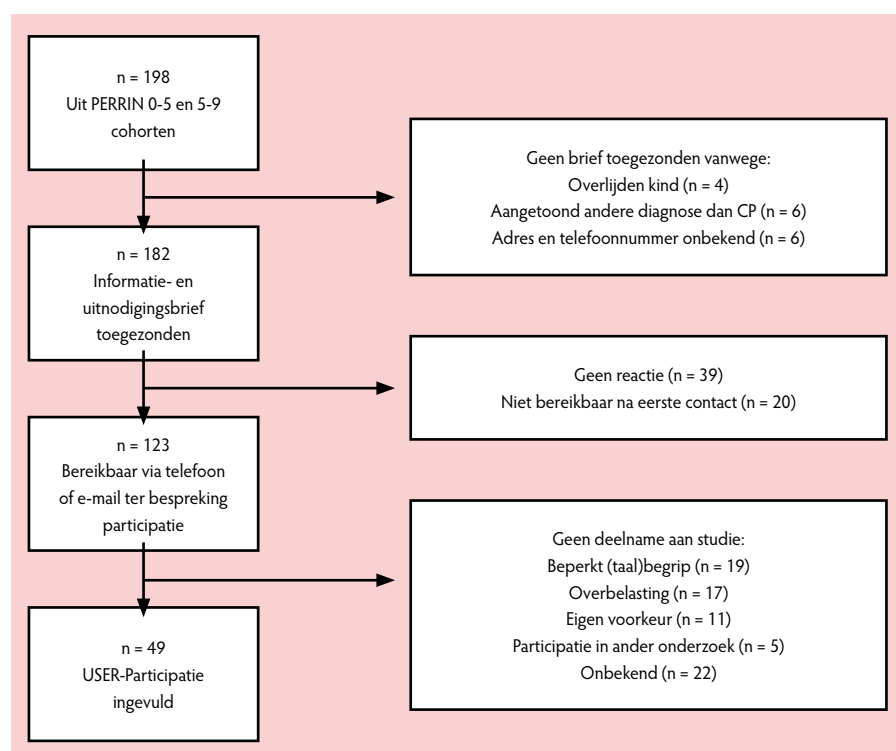 n = 198
Uit PERRIN 0-5 en 5-9
cohorten
Geen brief toegezonden vanwege:
Overlijden kind (n = 4)
Aangetoond andere diagnose dan CP (n = 6)
Adres en telefoonnummer onbekend (n = 6)
n = 182
Informatie- en
uitnodigingsbrief
toegezonden
Geen reactie (n = 39)
Niet bereikbaar na eerste contact (n = 20)
n = 123
Bereikbaar via telefoon
of e-mail ter bespreking
participatie
Geen deelname aan studie:
Beperkt (taal)begrip (n = 19)
Overbelasting (n = 17)
Eigen voorkeur (n = 11)
Participatie in ander onderzoek (n = 5)
Onbekend (n = 22)
n = 49
USER-Participatie
ingevuld